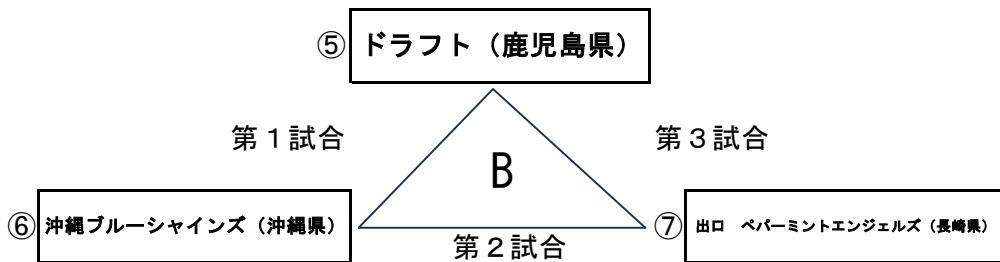 ⑤ ドラフト（鹿児島県）
第１試合
第３試合
B
⑥ 沖縄ブルーシャインズ（沖縄県）
⑦ 出口　ペパーミントエンジェルズ（長崎県）
第２試合